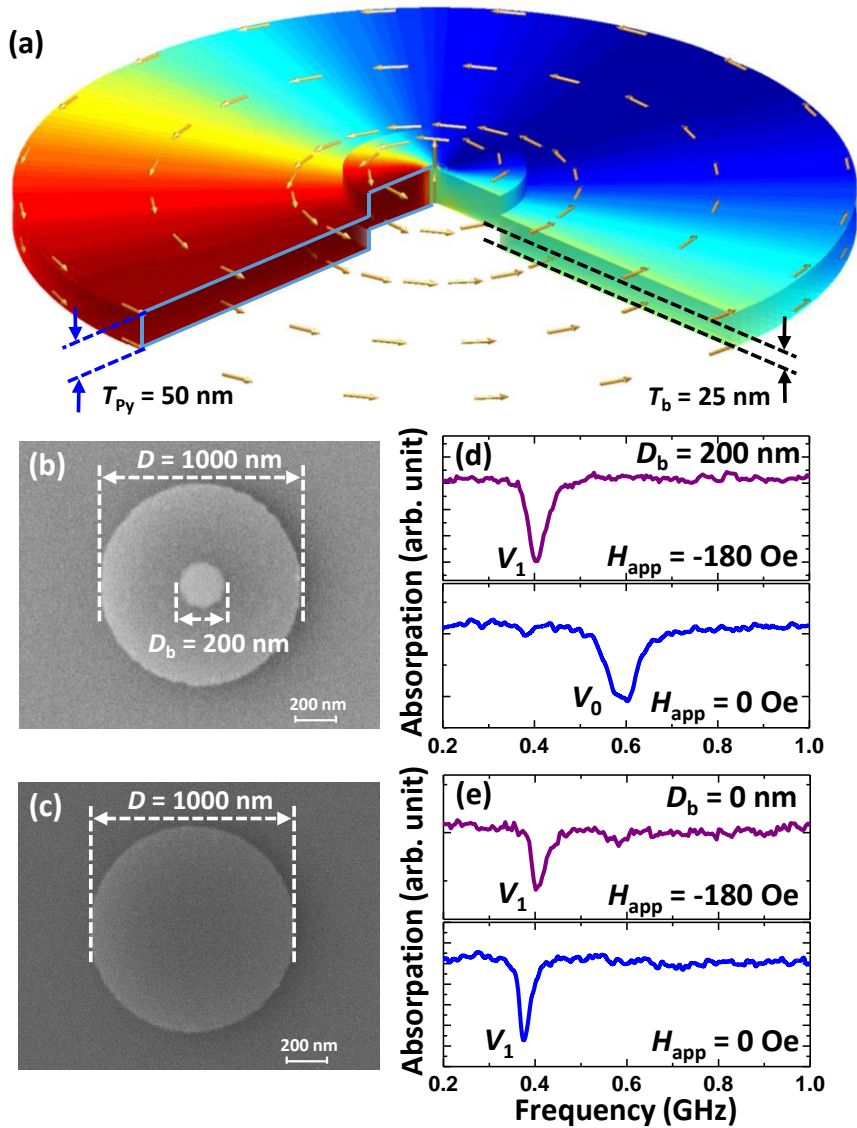 (a)
T_Py = 50 nm
T_b = 25 nm
(b)
D = 1000 nm
D_b = 200 nm
200 nm
(c)
D = 1000 nm
200 nm
(d)
D_b = 200 nm
V_1
H_app = -180 Oe
V_0
H_app = 0 Oe
Absorpation (arb. unit)
0.2 0.4 0.6 0.8 1.0
(e)
D_b = 0 nm
V_1
H_app = -180 Oe
V_1
H_app = 0 Oe
Absorpation (arb. unit)
0.2 0.4 0.6 0.8 1.0
Frequency (GHz)